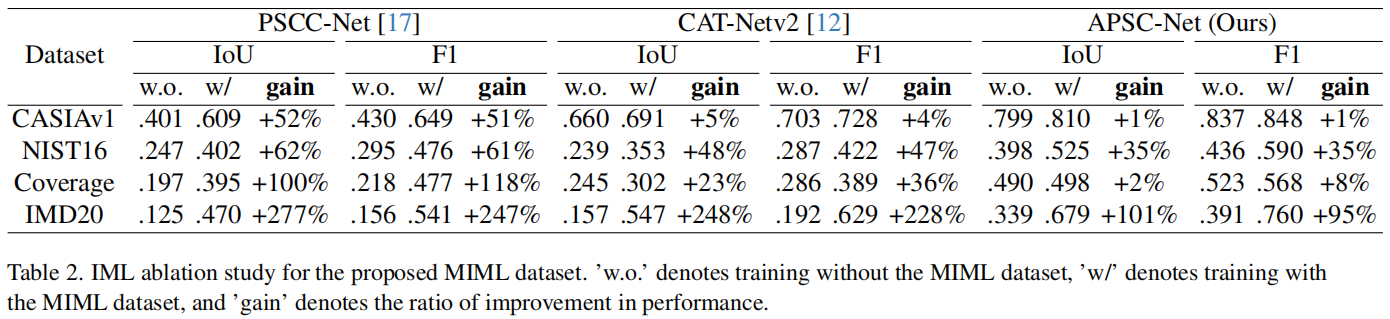 PSCC-Net [17] CAT-Netv2 [12] APSC-Net (Ours)
Dataset IoU F1 IoU F1 IoU F1
w.o. w/ gain w.o. w/ gain w.o. w/ gain w.o. w/ gain w.o. w/ gain w.o. w/ gain
CASIAv1 .401 .609 +52% .430 .649 +51% .660 .691 +5% .703 .728 +4% .799 .810 +1% .837 .848 +1%
NIST16 .247 .402 +62% .295 .476 +61% .239 .353 +48% .287 .422 +47% .398 .525 +35% .436 .590 +35%
Coverage .197 .395 +100% .218 .477 +118% .245 .302 +23% .286 .389 +36% .490 .498 +2% .523 .568 +8%
IMD20 .125 .470 +277% .156 .541 +247% .157 .547 +248% .192 .629 +228% .339 .679 +101% .391 .760 +95%
Table 2. IML ablation study for the proposed MIML dataset. ’w.o.’ denotes training without the MIML dataset, ’w/’ denotes training with
the MIML dataset, and ’gain’ denotes the ratio of improvement in performance.